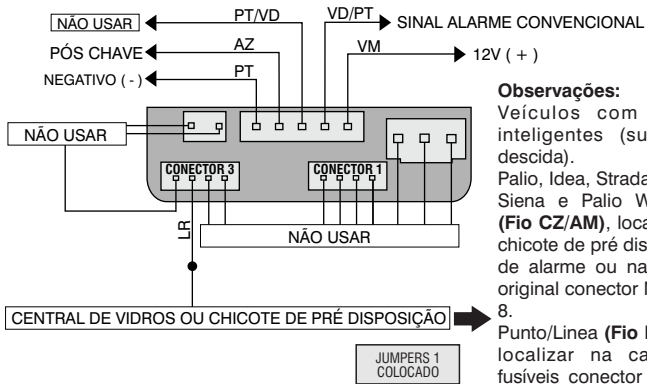 NÃO USAR
PT/VD
VD/PT
SINAL ALARME CONVENCIONAL
PÓS CHAVE
AZ
VM
12V ( + )
NEGATIVO ( - )
PT
NÃO USAR
CONECTOR 3
CONECTOR 1
LR
NÃO USAR
CENTRAL DE VIDROS OU CHICOTE DE PRÉ DISPOSIÇÃO
JUMPERS 1
COLOCADO
Observações:
Veículos com
inteligentes (su
descida).
Palio, Idea, Strada
Siena e Palio W
(Fio CZ/AM), loca
chicote de pré dis
de alarme ou na
original conector
8.
Punto/Linea (Fio
localizar na ca
fusíveis conector